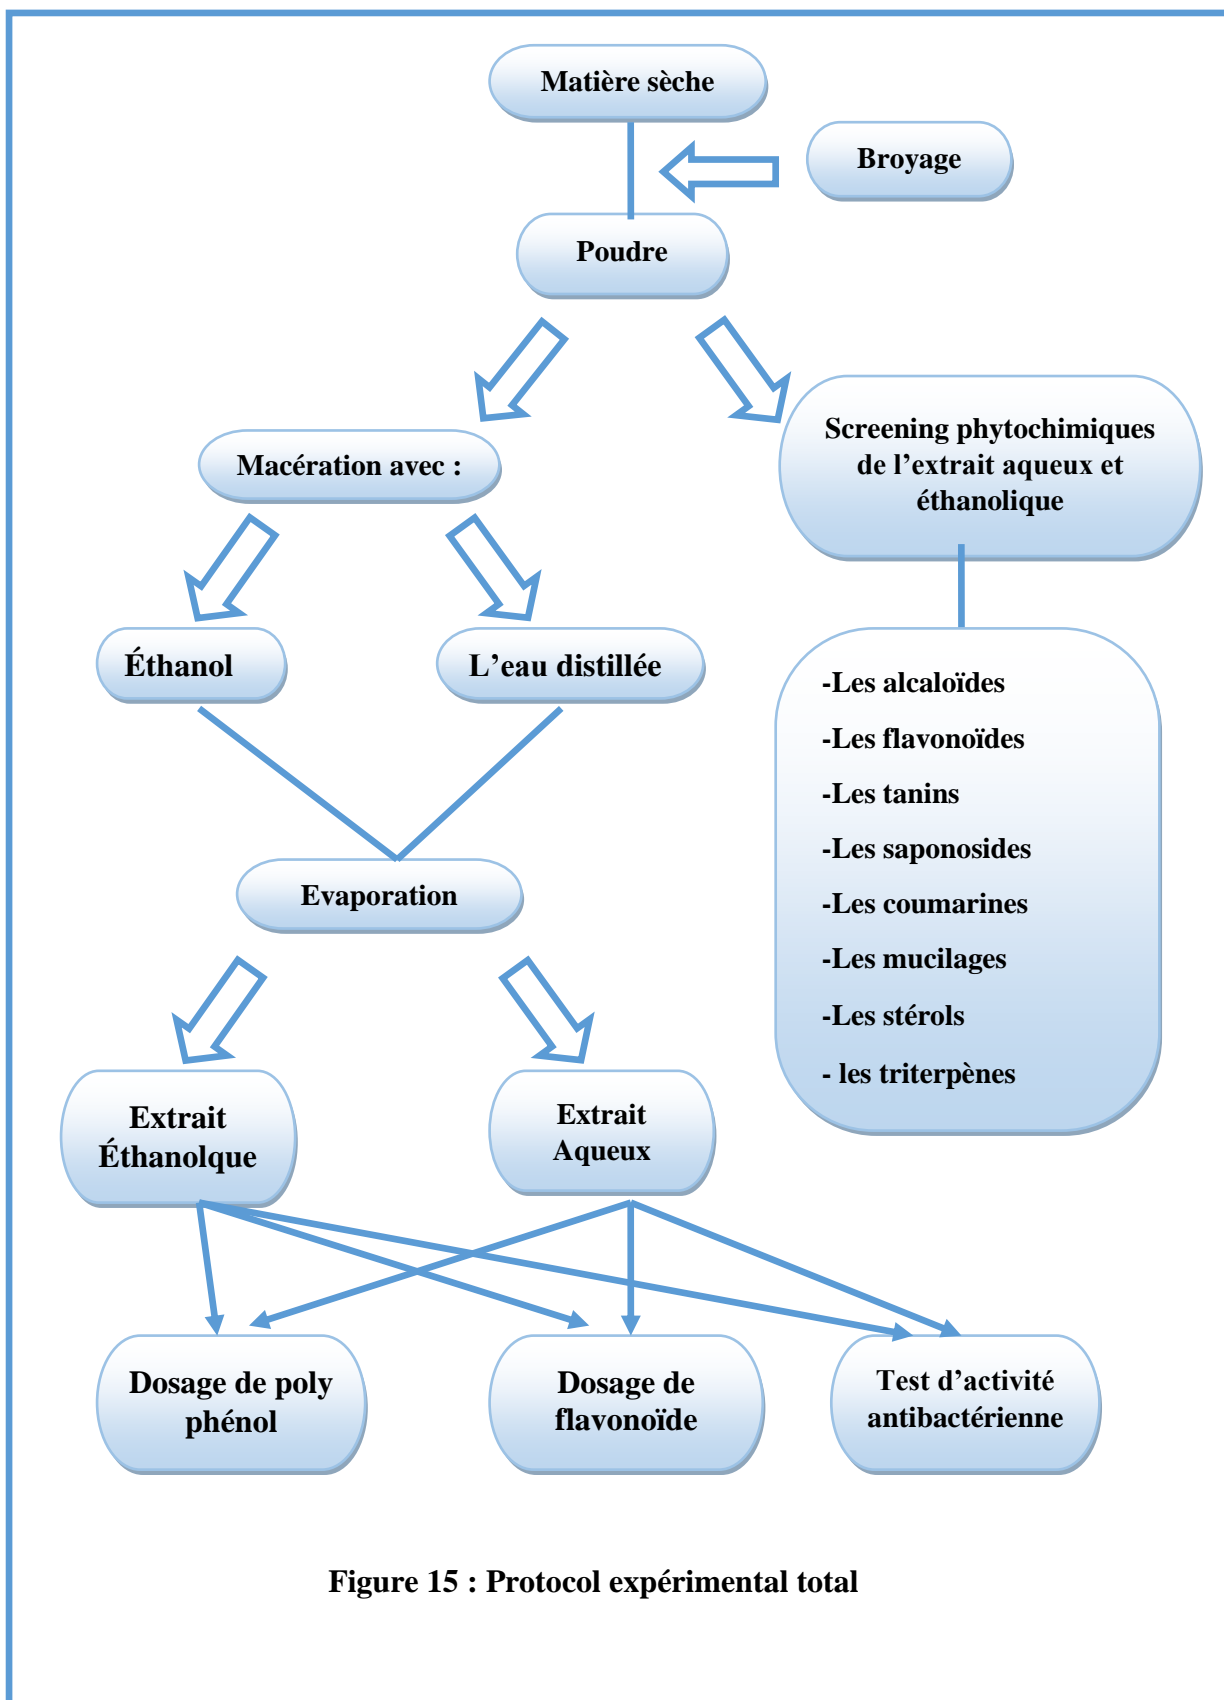 Matière sèche
Broyage
Poudre
Macération avec :
Screening phytochimiques
de l’extrait aqueux et
éthanolique
Éthanol
L’eau distillée
-Les alcaloïdes
-Les flavonoïdes
-Les tanins
-Les saponosides
-Les coumarines
-Les mucilages
-Les stérols
- les triterpènes
Evaporation
Extrait
Éthanolque
Extrait
Aqueux
Dosage de poly
phénol
Dosage de
flavonoïde
Test d’activité
antibactérienne
Figure 15 : Protocol expérimental total